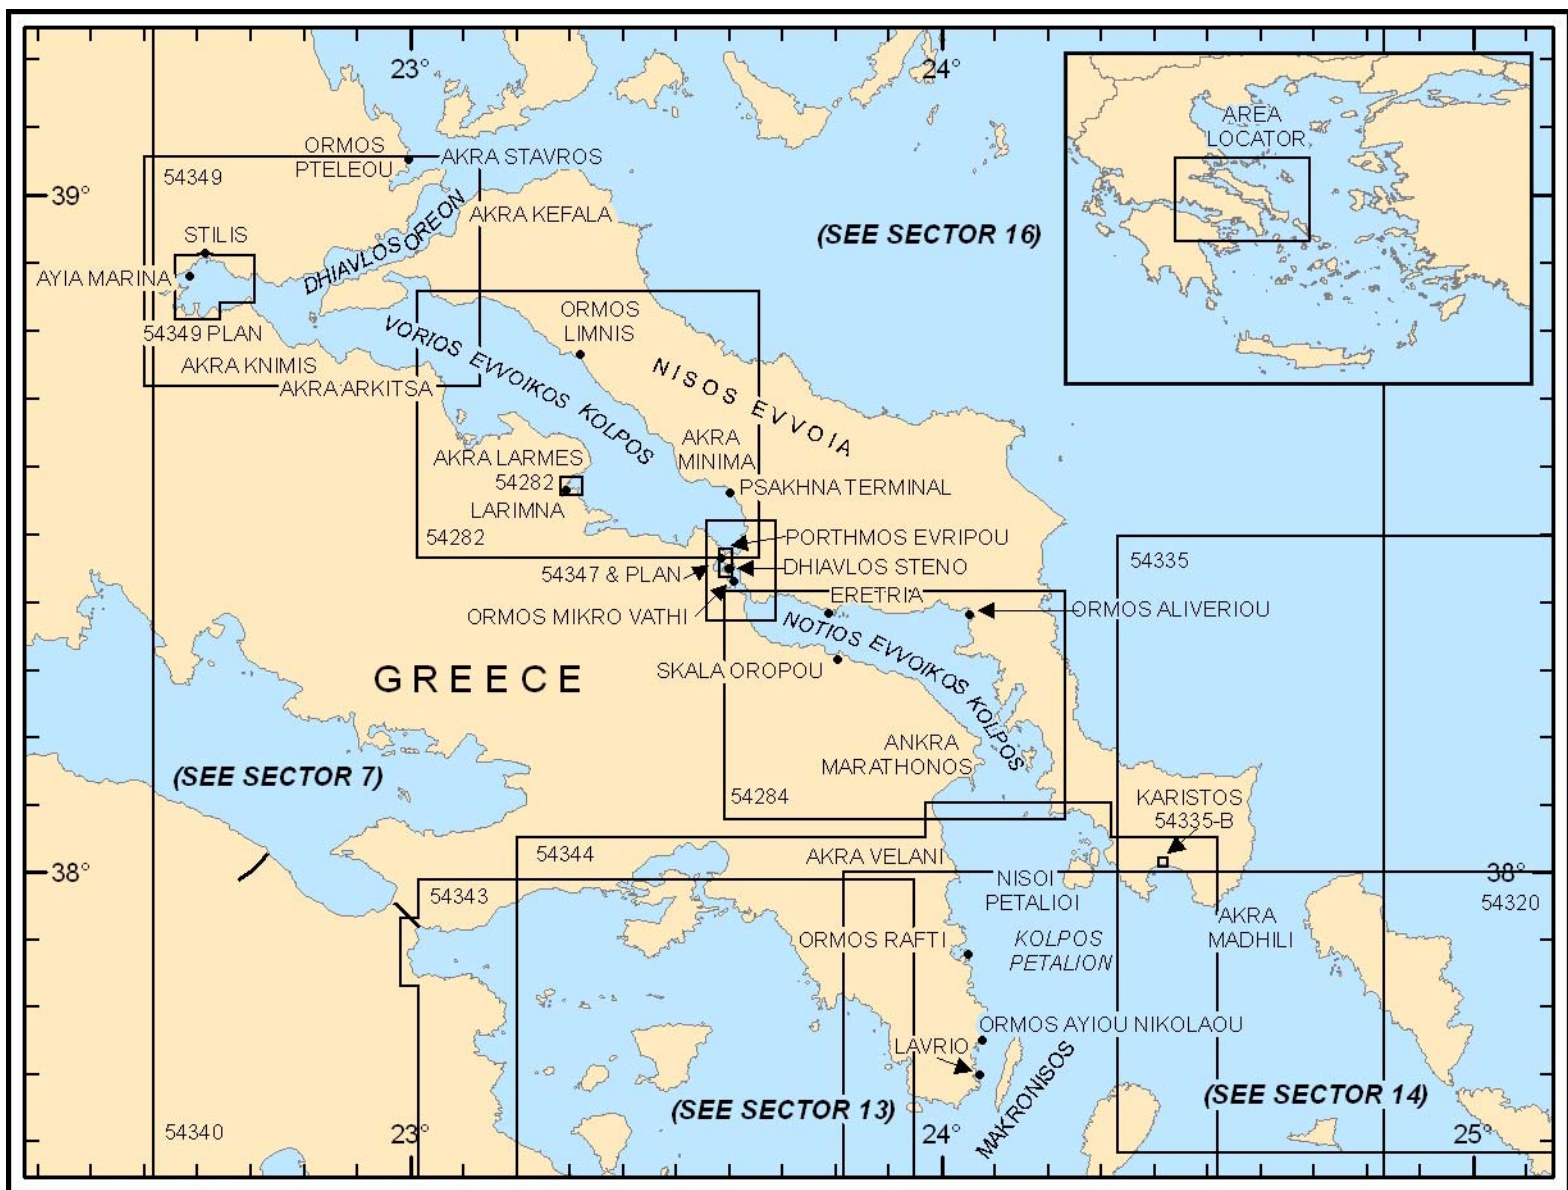 23°
24°
AREA
LOCATOR
ORMOS
PTELEOU
AKRA STAVROS
54349
39°
AKRA KEFALA
STILIS
DHIAVLOS OREON
(SEE SECTOR 16)
AYIA MARINA
54349 PLAN
ORMOS
LIMNIS
VORIOS EVVOIKOS KOLPOS
AKRA KNIMIS
AKRA ARKITSA
NISOS EVVOIA
AKRA
MINIMA
AKRA LARMES
54282
LARIMNA
PSAKHNA TERMINAL
54282
PORTHMOS EVRIPOU
54347 & PLAN
DHIAVLOS STENO
54335
ERETRIA
ORMOS MIKRO VATHI
ORMOS ALIVERIOU
NOTIOS EVVOIKOS KOLPOS
SKALA OROPOU
GREECE
ANKRA
MARATHONOS
(SEE SECTOR 7)
54284
KARISTOS
54335-B
54344
AKRA VELANI
38°
38°
54343
NISOI
PETALIOI
54320
AKRA
MADHILI
ORMOS RAFTI
KOLPOS
PETALION
ORMOS AYIOU NIKOLAOU
LAVRIO
MAKRONISOS
(SEE SECTOR 13)
(SEE SECTOR 14)
54340
23°
24°
25°